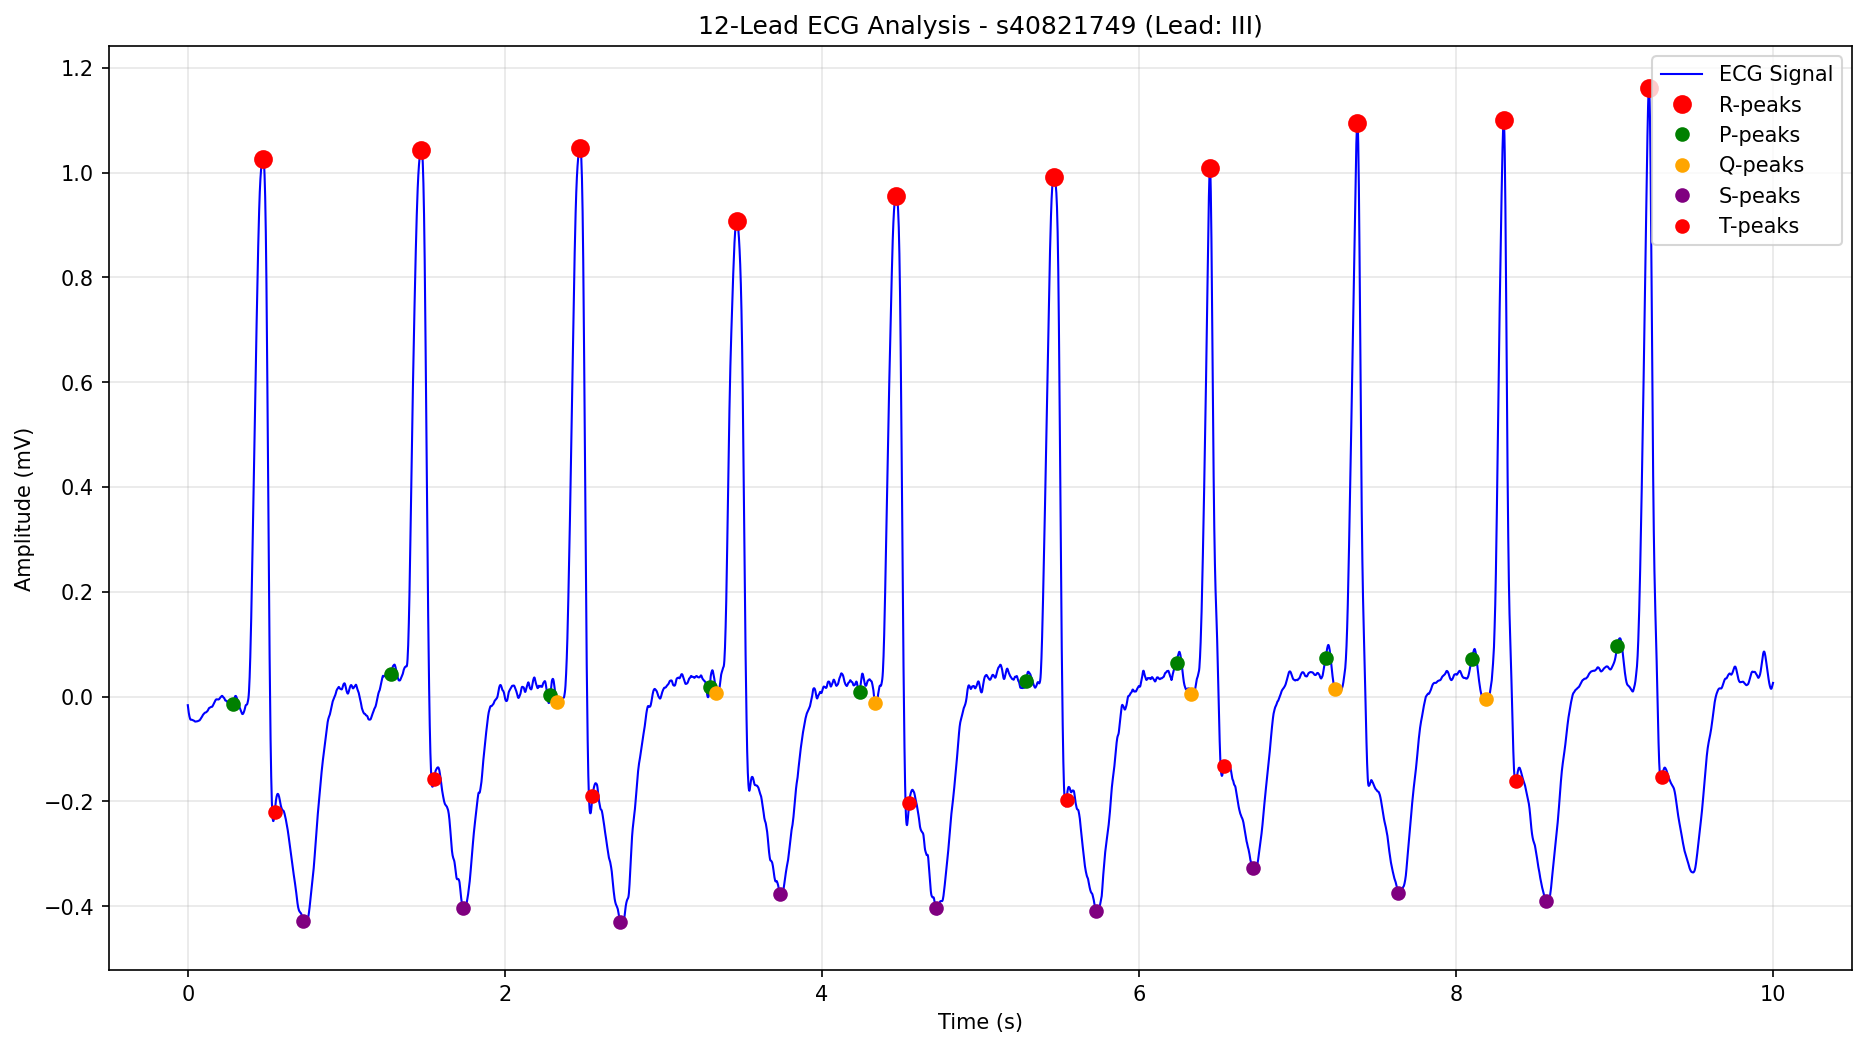 12-Lead ECG Analysis - s40821749 (Lead: III)
ECG Signal
R-peaks
P-peaks
Q-peaks
S-peaks
T-peaks
Amplitude (mV)
1.2
1.0
0.8
0.6
0.4
0.2
0.0
−0.2
−0.4
0 2 4 6 8 10
Time (s)